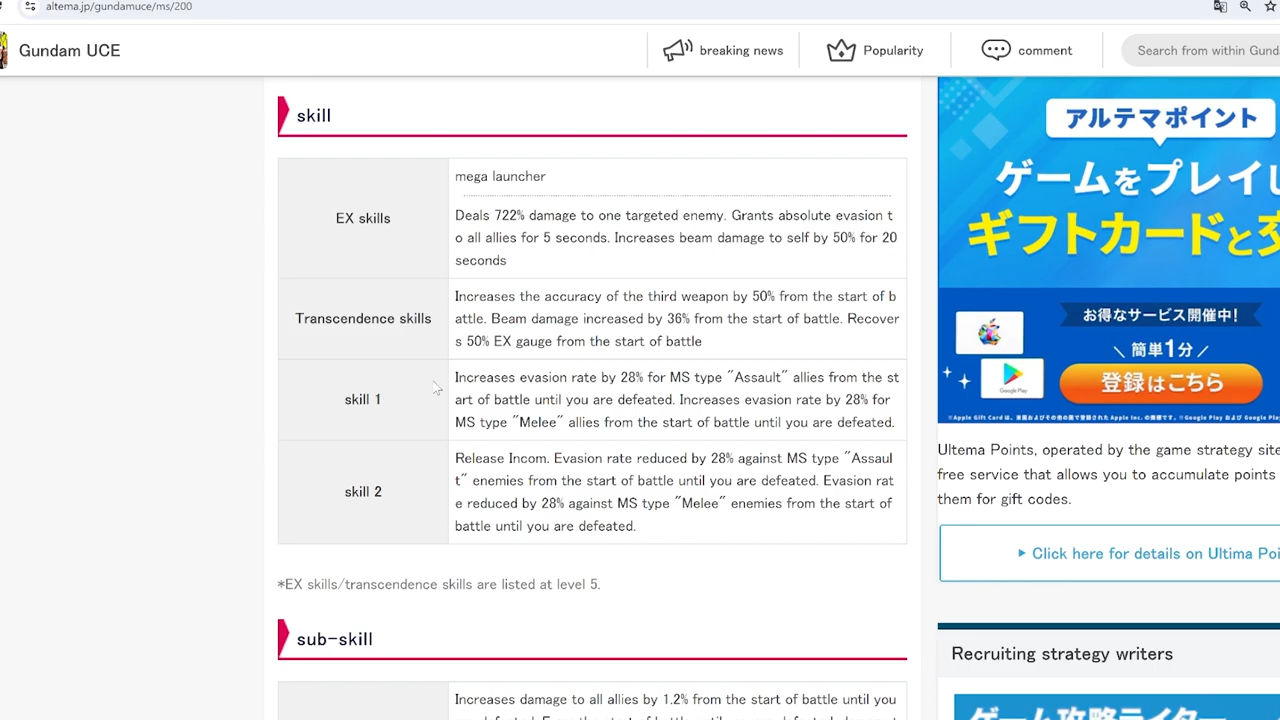 altema.jp/gundamuce/ms/200
Gundam UCE
breaking news
Popularity
comment
Search from within Gund
skill
EX skills
mega launcher
Deals 722% damage to one targeted enemy. Grants absolute evasion t
o all allies for 5 seconds. Increases beam damage to self by 50% for 20
seconds
Transcendence skills
Increases the accuracy of the third weapon by 50% from the start of b
attle. Beam damage increased by 36% from the start of battle. Recover
s 50% EX gauge from the start of battle
skill 1
Increases evasion rate by 28% for MS type "Assault" allies from the st
art of battle until you are defeated. Increases evasion rate by 28% for
MS type "Melee" allies from the start of battle until you are defeated.
skill 2
Release Incom. Evasion rate reduced by 28% against MS type "Assaul
t" enemies from the start of battle until you are defeated. Evasion rat
e reduced by 28% against MS type "Melee" enemies from the start of
battle until you are defeated.
*EX skills/transcendence skills are listed at level 5.
sub-skill
Increases damage to all allies by 1.2% from the start of battle until you
アルテマポイント
ゲームをプレイし
ギフトカードと交
お得なサービス開催中!
\ 簡単1分 /
登録はこちら
Google Play
Ultema Points, operated by the game strategy site
free service that allows you to accumulate points
them for gift codes.
Click here for details on Ultima Poi
Recruiting strategy writers
ゲーム攻略ライター